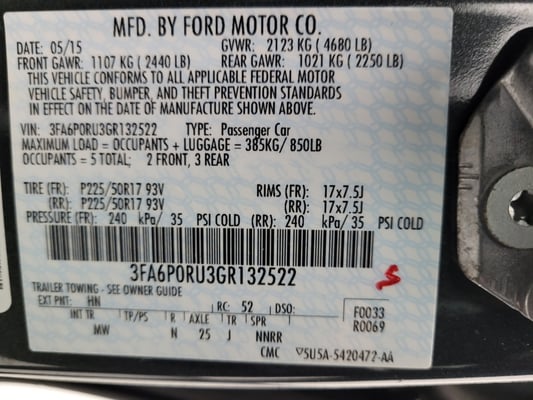 MFD. BY FORD MOTOR CO.
DATE: 05/15 GVWR: 2123 KG (4680 LB)
FRONT GAWR: 1107 KG (2440 LB) REAR GAWR: 1021 KG (2250 LB)
THIS VEHICLE CONFORMS TO ALL APPLICABLE FEDERAL MOTOR
VEHICLE SAFETY, BUMPER, AND THEFT PREVENTION STANDARDS
IN EFFECT ON THE DATE OF MANUFACTURE SHOWN ABOVE.
VIN: 3FA6P0RU3GR132522 TYPE: Passenger Car
MAXIMUM LOAD = OCCUPANTS + LUGGAGE = 385KG/ 850LB
OCCUPANTS = 5 TOTAL; 2 FRONT, 3 REAR
TIRE (FR): P225/50R17 93V RIMS (FR): 17x7.5J
(RR): P225/50R17 93V (RR): 17x7.5J
PRESSURE (FR): 240 kPa/ 35 PSI COLD (RR): 240 kPa/ 35 PSI COLD
3FA6P0RU3GR132522
5
TRAILER TOWING - SEE OWNER GUIDE
EXT PNT: HN RC: 52 DSO: F0033
R0069
INT TR TP/PS R AXLE TR SPR
MW N 25 J NNRR
CMC 5U5A-5420472-AA